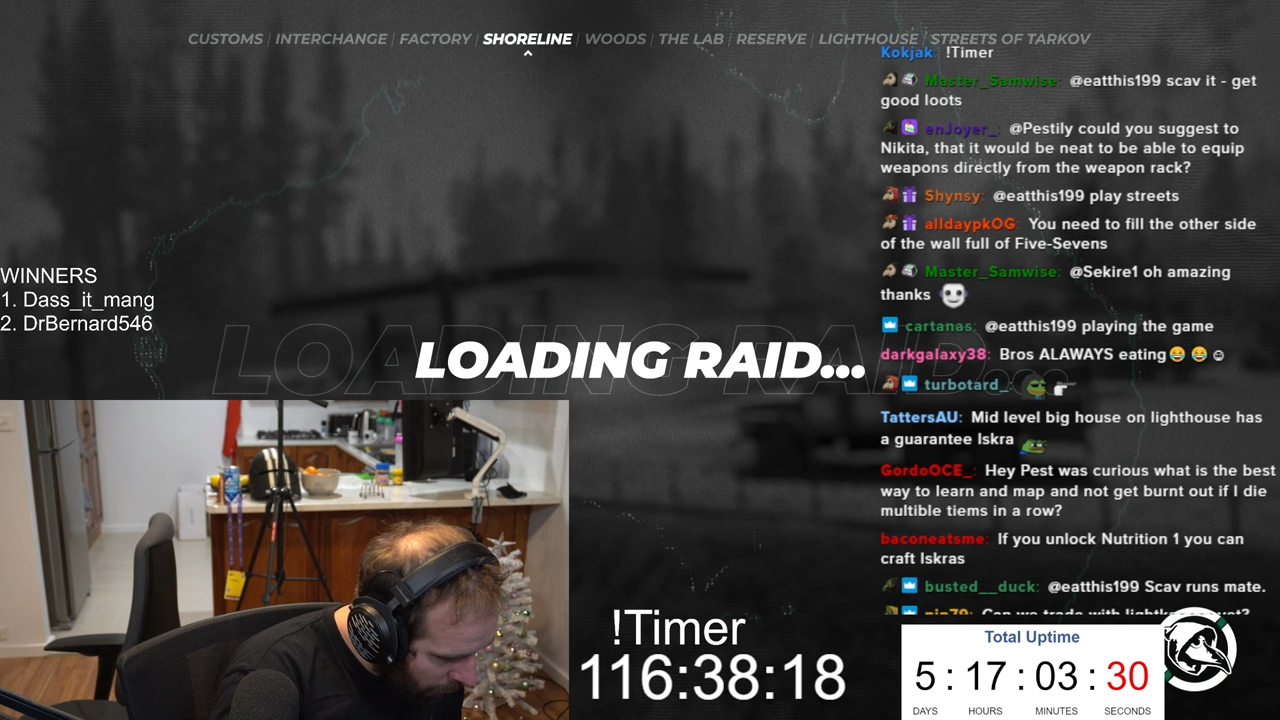 CUSTOMS | INTERCHANGE | FACTORY | SHORELINE | WOODS | THE LAB | RESERVE | LIGHTHOUSE | STREETS OF TARKOV
Kokjak: !Timer
Master_Samwise: @eatthis199 scav it - get
good loots
enJoyer_: @Pestily could you suggest to
Nikita, that it would be neat to be able to equip
weapons directly from the weapon rack?
Shynsy: @eatthis199 play streets
alldaypkOG: You need to fill the other side
of the wall full of Five-Sevens
Master_Samwise: @Sekire1 oh amazing
thanks
cartanas: @eatthis199 playing the game
darkgalaxy38: Bros ALAWAYS eating😂 😂 ☺
turbotard_:
TattersAU: Mid level big house on lighthouse has
a guarantee Iskra
GordoOCE_: Hey Pest was curious what is the best
way to learn and map and not get burnt out if I die
multible tiems in a row?
baconeatsme: If you unlock Nutrition 1 you can
craft Iskras
busted__duck: @eatthis199 Scav runs mate.
WINNERS
1. Dass_it_mang
2. DrBernard546
LOADING RAID...
LOADING RAID...
!Timer
116:38:18
Total Uptime
5 : 17 : 03 : 30
DAYS HOURS MINUTES SECONDS